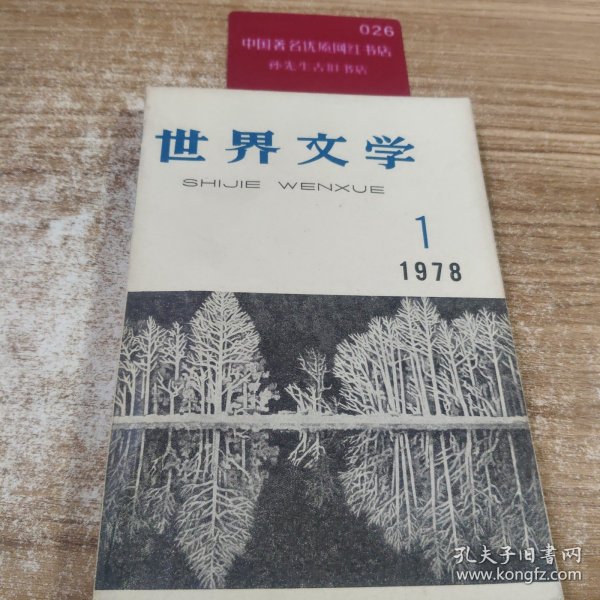 026
中国著名优质网红书店
孙先生古旧书店
世界文学
SHIJIE WENXUE
1
1978
孔夫子旧书网
www.kongfz.com